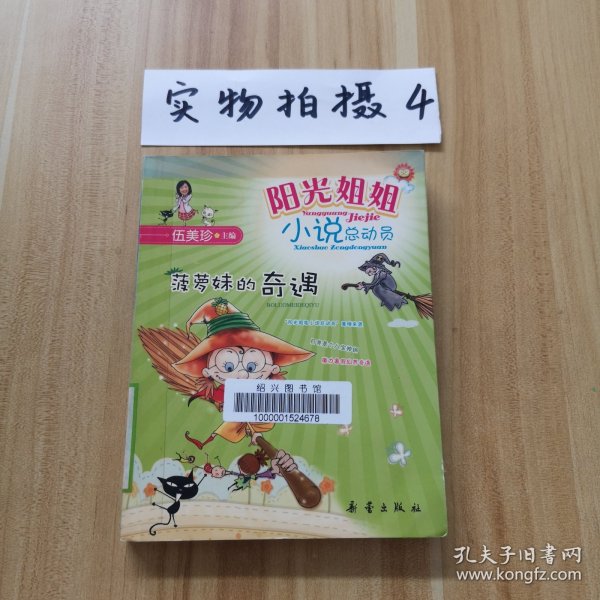 实物拍摄4
阳光姐姐
Yangguang Jiejie
小说总动员
Xiaoshuo Zongdongyuan
伍美珍 主编
菠萝妹的奇遇
BOLUOMEIDEQIYU
绍兴图书馆
1000001524678
新蕾出版社
孔夫子旧书网
www.kongfz.com